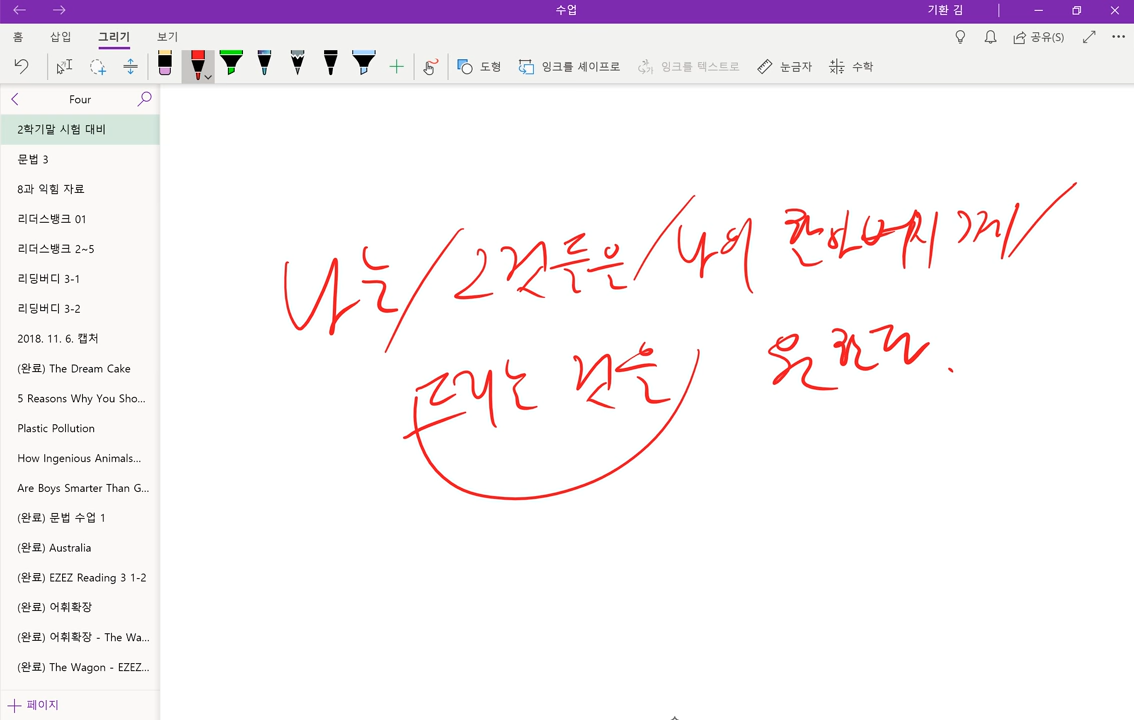 수업
기환 김
홈 삽입 그리기 보기
공유(S)
도형 잉크를 셰이프로 잉크를 텍스트로 눈금자 수학
Four
2학기말 시험 대비
문법 3
8과 익힘 자료
리더스뱅크 01
리더스뱅크 2~5
리딩버디 3-1
리딩버디 3-2
2018. 11. 6. 캡처
(완료) The Dream Cake
5 Reasons Why You Sho...
Plastic Pollution
How Ingenious Animals...
Are Boys Smarter Than G...
(완료) 문법 수업 1
(완료) Australia
(완료) EZEZ Reading 3 1-2
(완료) 어휘확장
(완료) 어휘확장 - The Wa...
(완료) The Wagon - EZEZ...
페이지
나는/그것들은/나의 할아버지께/
드리는 것을 원한다.